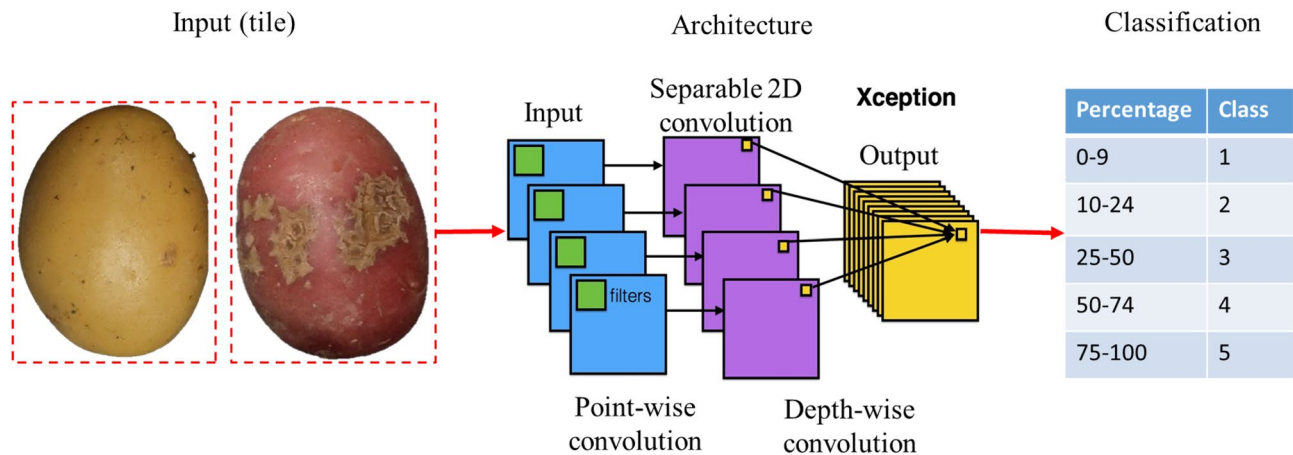 Input (tile)
Architecture
Classification
Input
Separable 2D
convolution
Xception
Output
filters
Point-wise
convolution
Depth-wise
convolution
Percentage Class
0-9 1
10-24 2
25-50 3
50-74 4
75-100 5